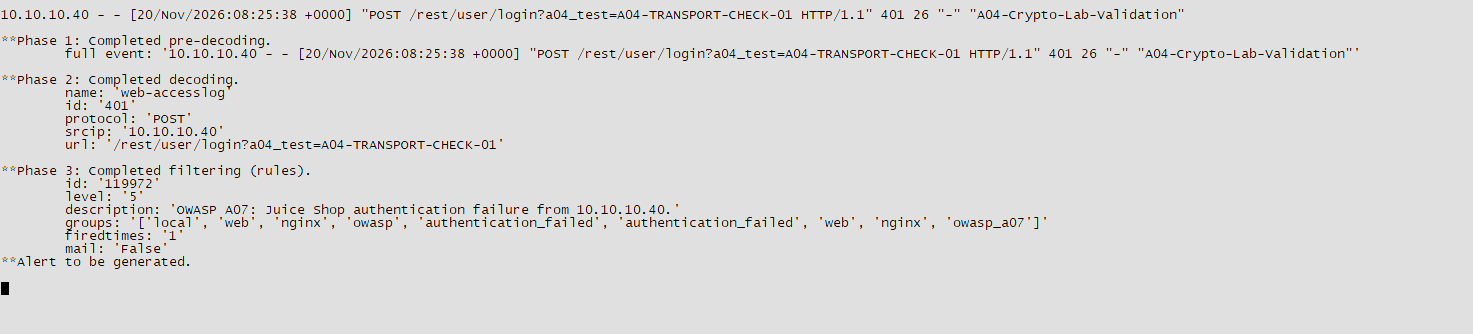 10.10.10.40 - - [20/Nov/2026:08:25:38 +0000] "POST /rest/user/login?a04_test=A04-TRANSPORT-CHECK-01 HTTP/1.1" 401 26 "-" "A04-Crypto-Lab-Validation"
**Phase 1: Completed pre-decoding.
full event: '10.10.10.40 - - [20/Nov/2026:08:25:38 +0000] "POST /rest/user/login?a04_test=A04-TRANSPORT-CHECK-01 HTTP/1.1" 401 26 "-" "A04-Crypto-Lab-Validation"'
**Phase 2: Completed decoding.
name: 'web-accesslog'
id: '401'
protocol: 'POST'
srcip: '10.10.10.40'
url: '/rest/user/login?a04_test=A04-TRANSPORT-CHECK-01'
**Phase 3: Completed filtering (rules).
id: '119972'
level: '5'
description: 'OWASP A07: Juice Shop authentication failure from 10.10.10.40.'
groups: '['local', 'web', 'nginx', 'owasp', 'authentication_failed', 'authentication_failed', 'web', 'nginx', 'owasp_a07']'
firedtimes: '1'
mail: 'False'
**Alert to be generated.